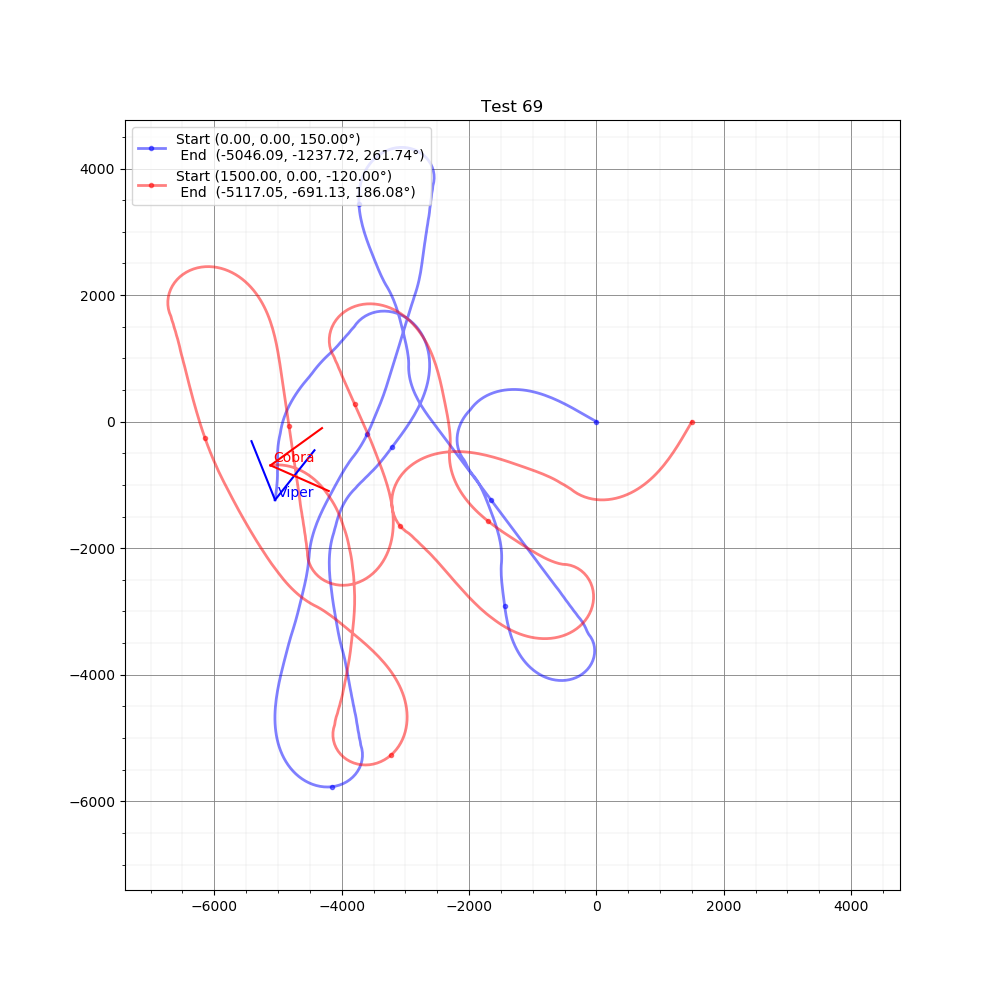 Test 69
Start (0.00, 0.00, 150.00°)
End (-5046.09, -1237.72, 261.74°)
Start (1500.00, 0.00, -120.00°)
End (-5117.05, -691.13, 186.08°)
4000
2000
0
−2000
−4000
−6000
Cobra
Viper
−6000 −4000 −2000 0 2000 4000